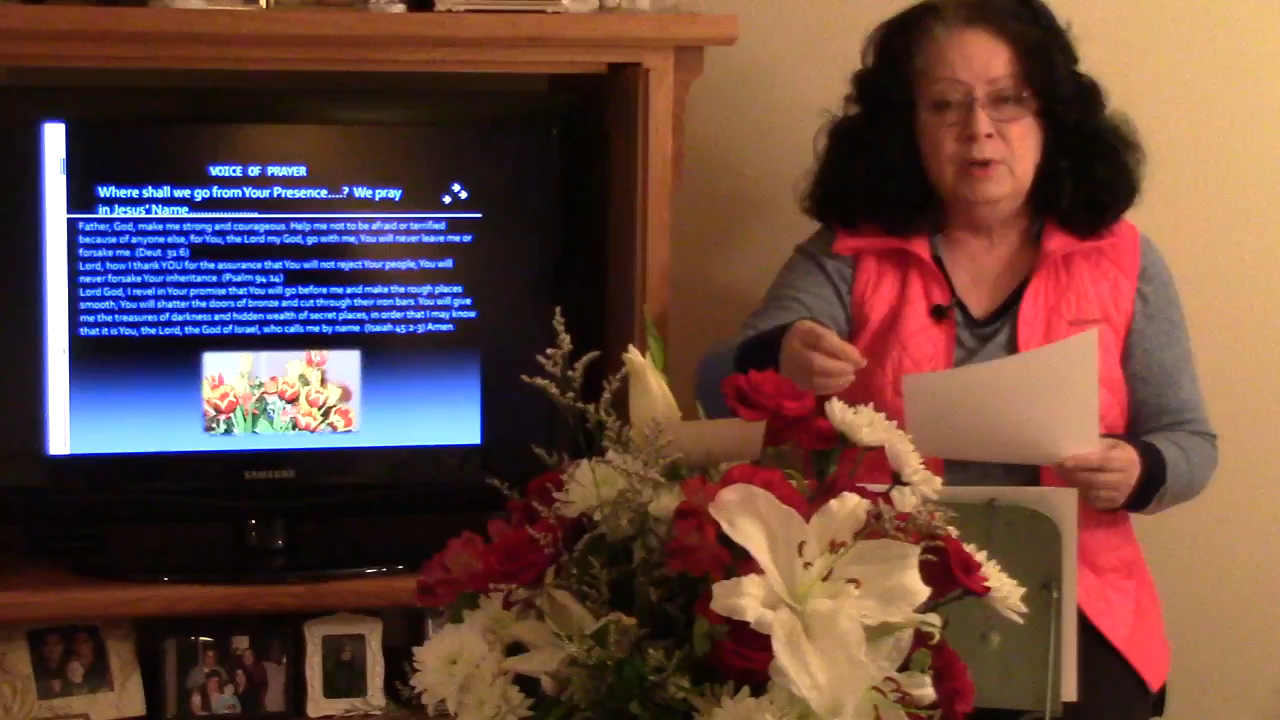 VOICE OF PRAYER
Where shall we go from Your Presence....? We pray
in Jesus' Name..................
Father, God, make me strong and courageous. Help me not to be afraid or terrified
because of anyone else, for You, the Lord my God, go with me; You will never leave me or
forsake me. (Deut. 31:6)
Lord, how I thank YOU for the assurance that You will not reject Your people; You will
never forsake Your inheritance. (Psalm 94:14)
Lord God, I revel in Your promise that You will go before me and make the rough places
smooth, You will shatter the doors of bronze and cut through their iron bars. You will give
me the treasures of darkness and hidden wealth of secret places, in order that I may know
that it is You, the Lord, the God of Israel, who calls me by name. (Isaiah 45:2-3) Amen.
SAMSUNG